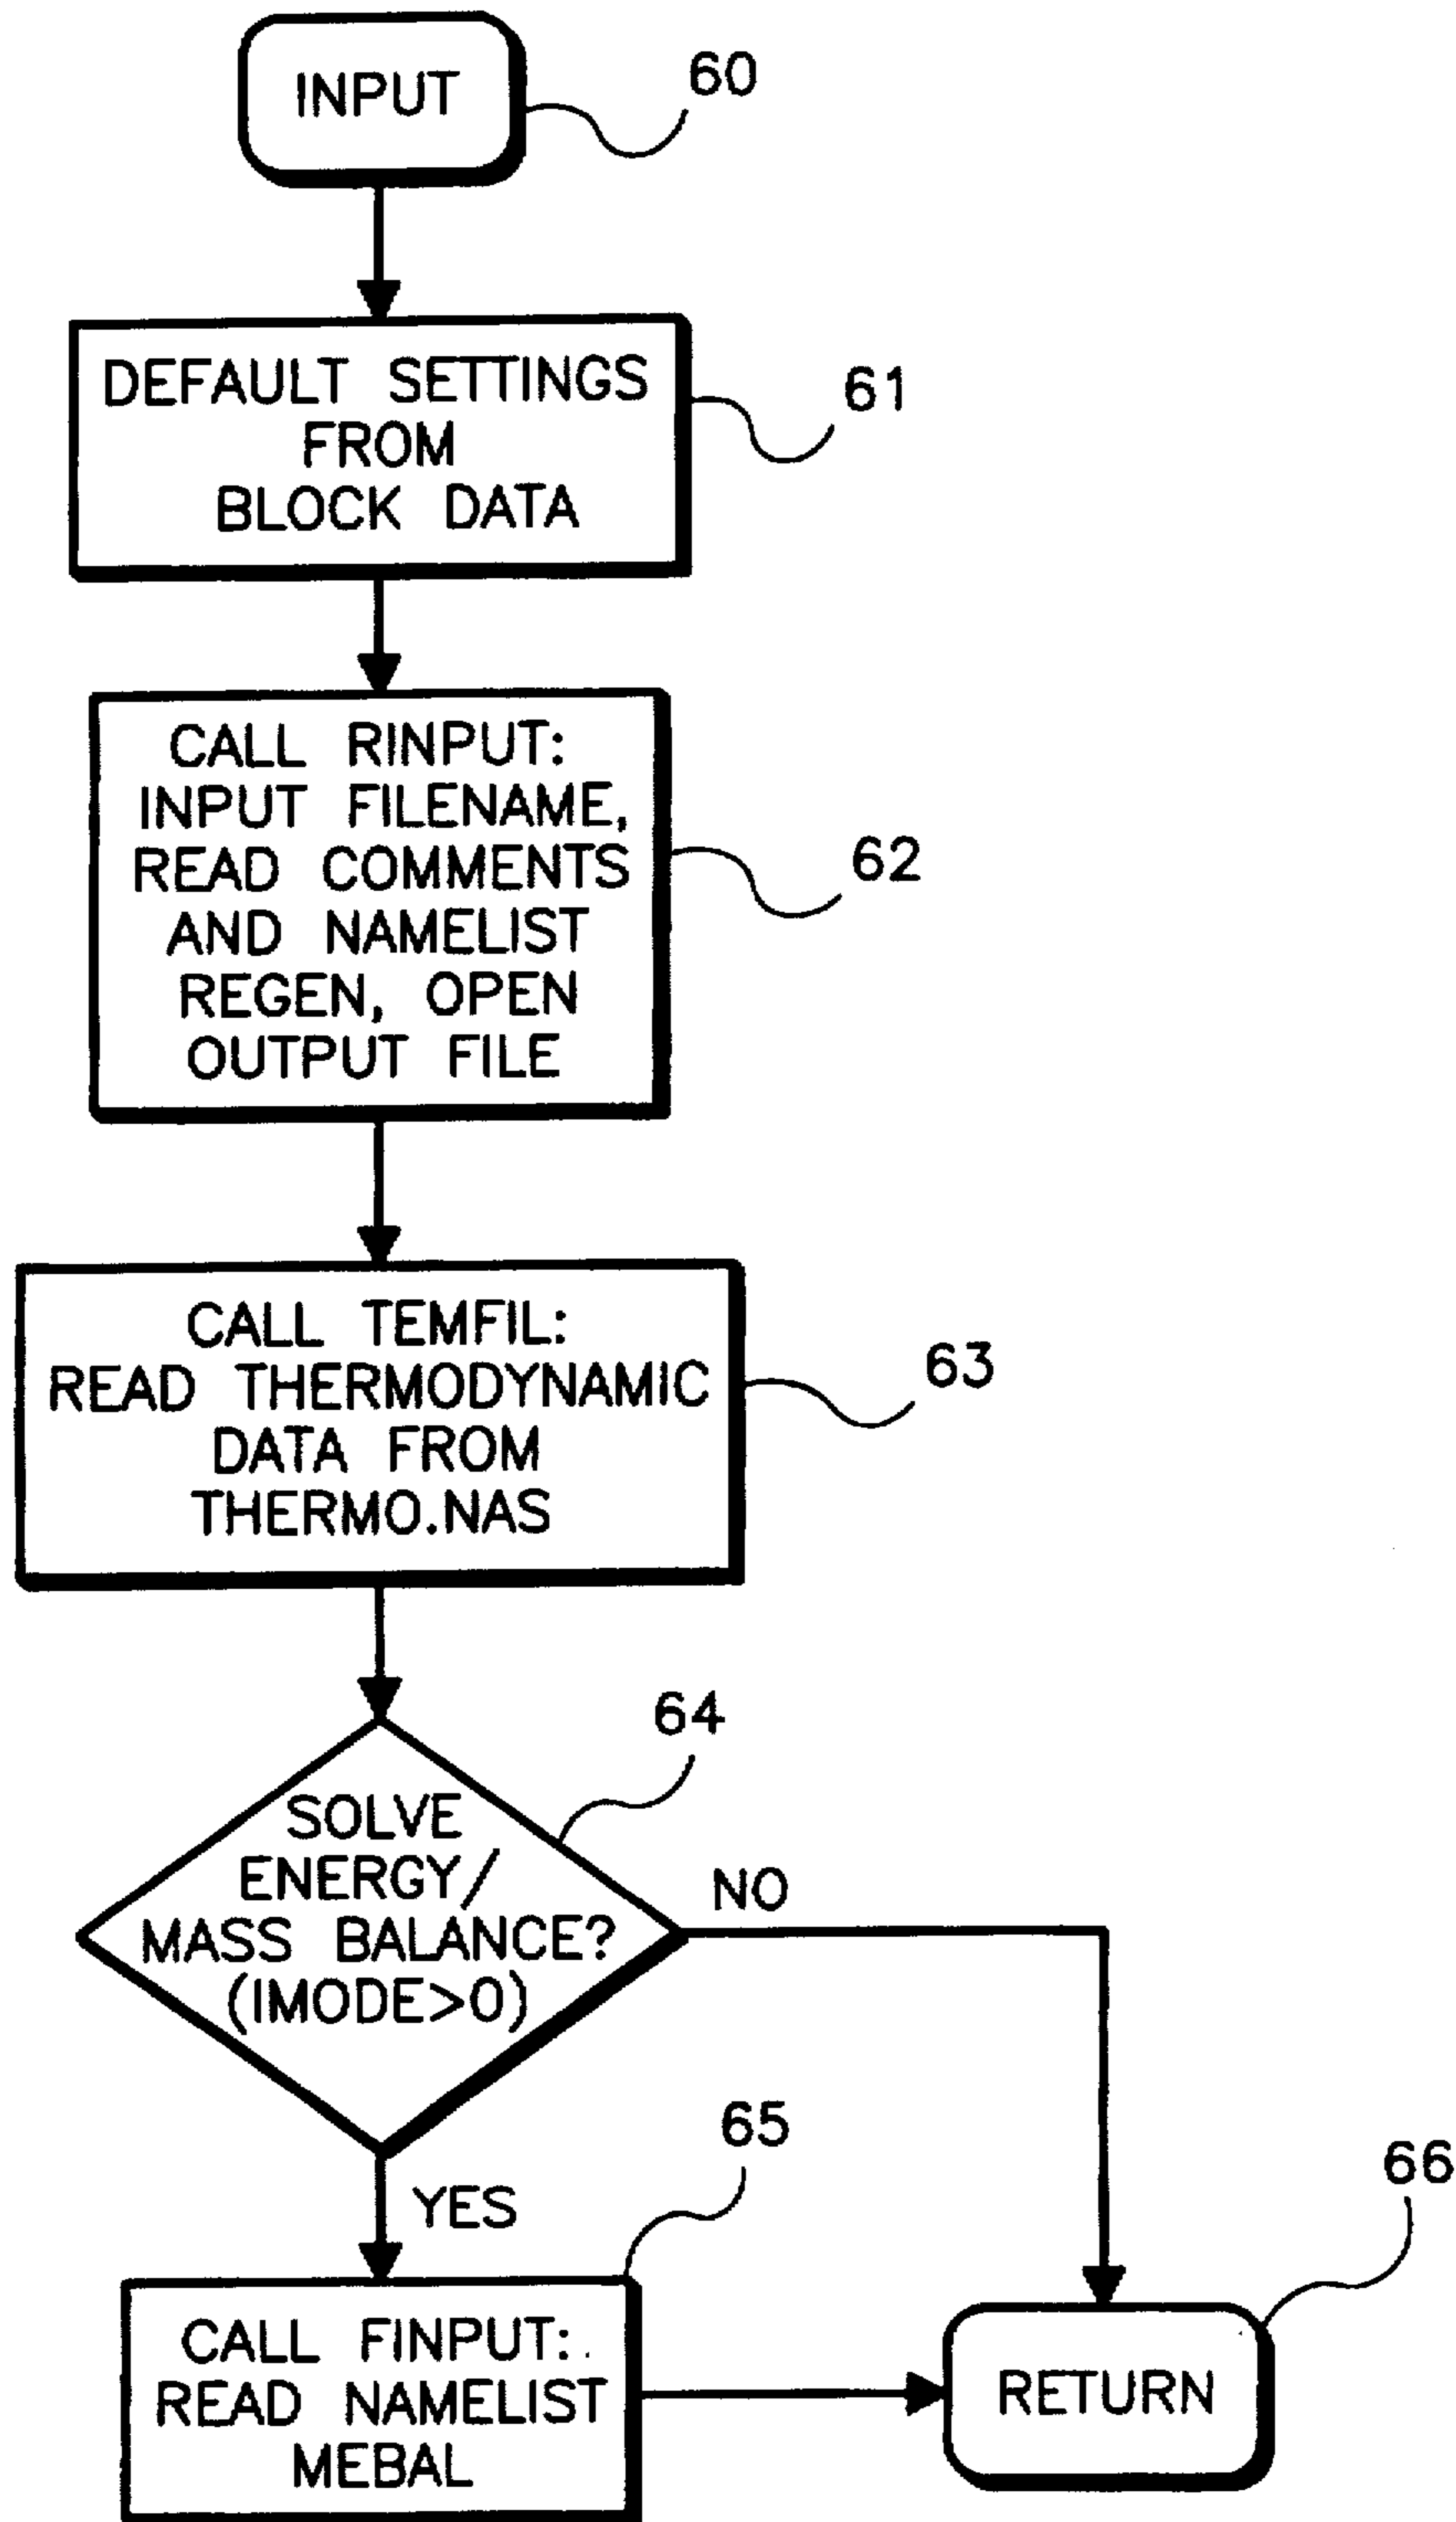 INPUT
60
DEFAULT SETTINGS
FROM
BLOCK DATA
61
CALL RINPUT:
INPUT FILENAME,
READ COMMENTS
AND NAMELIST
REGEN, OPEN
OUTPUT FILE
62
CALL TEMFIL:
READ THERMODYNAMIC
DATA FROM
THERMO.NAS
63
64
SOLVE
ENERGY/
MASS BALANCE?
(IMODE>0)
NO
YES
65
66
CALL FINPUT:
READ NAMELIST
MEBAL
RETURN